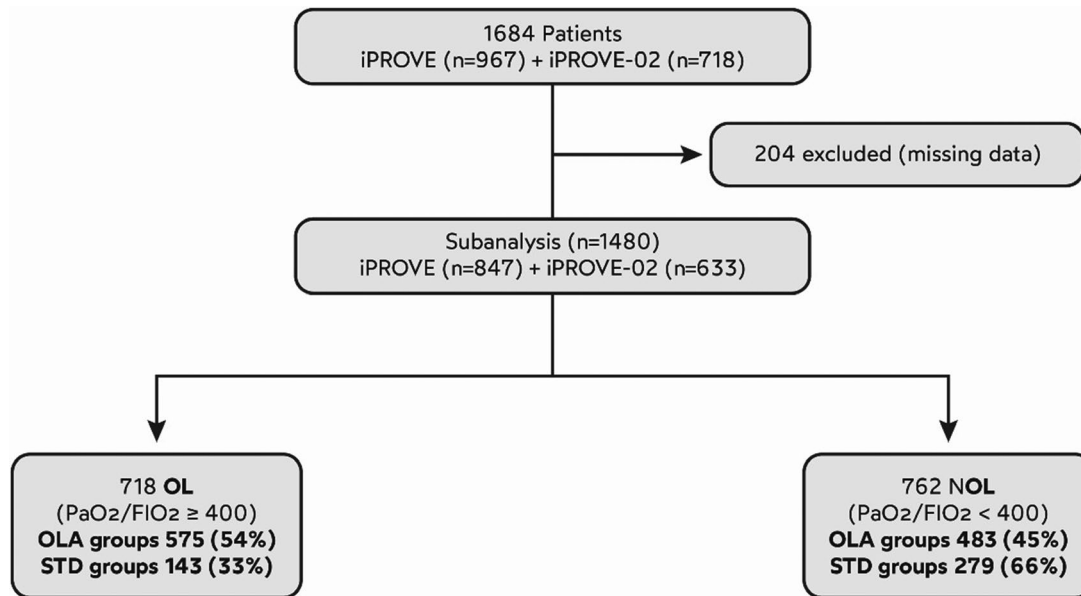 1684 Patients
iPROVE (n=967) + iPROVE-02 (n=718)
204 excluded (missing data)
Subanalysis (n=1480)
iPROVE (n=847) + iPROVE-02 (n=633)
718 OL
(PaO2/FIO2 ≥ 400)
OLA groups 575 (54%)
STD groups 143 (33%)
762 NOL
(PaO2/FIO2 < 400)
OLA groups 483 (45%)
STD groups 279 (66%)